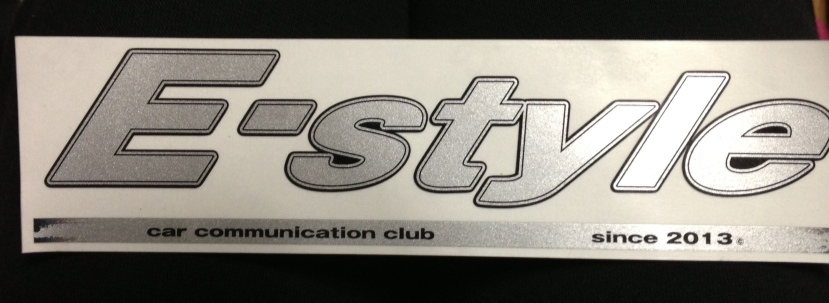 E-style
car communication club since 2013